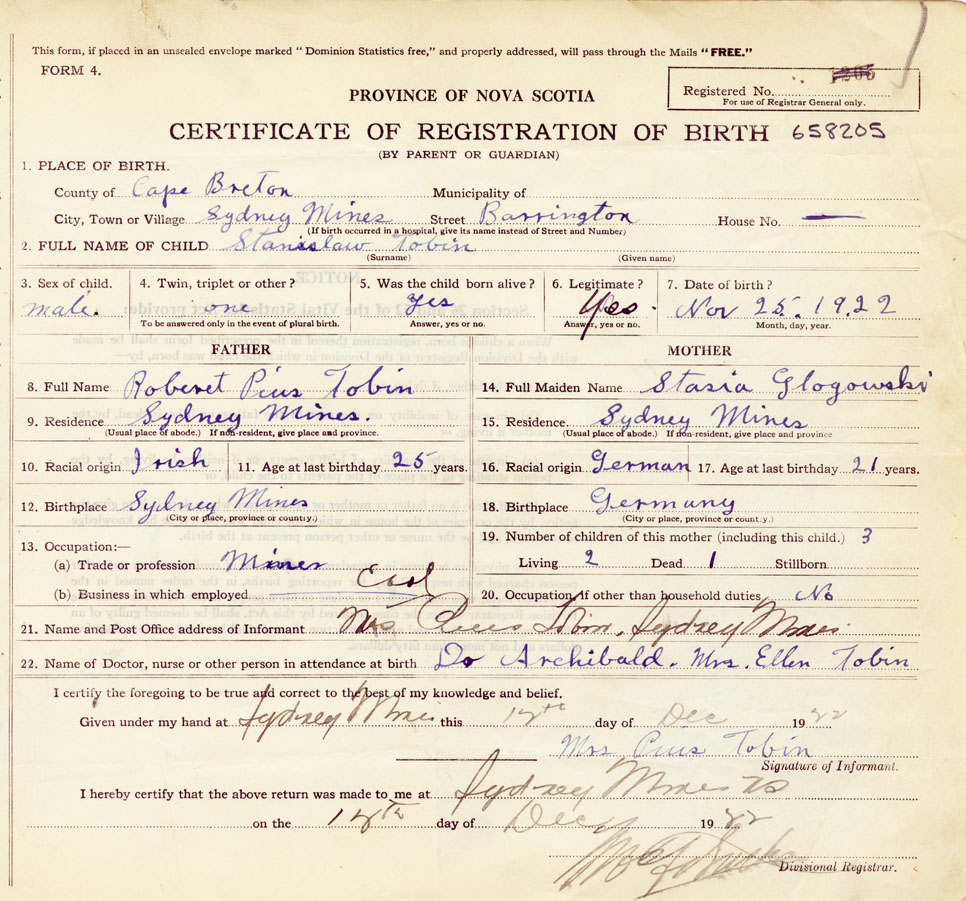 This form, if placed in an unsealed envelope marked " Dominion Statistics free," and properly addressed, will pass through the Mails "FREE."
FORM 4.
1205
Registered No.
For use of Registrar General only.
PROVINCE OF NOVA SCOTIA
CERTIFICATE OF REGISTRATION OF BIRTH 658205
(BY PARENT OR GUARDIAN)
1. PLACE OF BIRTH.
County of Cape Breton Municipality of
City, Town or Village Sydney Mines Street Barrington House No. —
(If birth occurred in a hospital, give its name instead of Street and Number)
2. FULL NAME OF CHILD Stanislaw Tobin
(Surname) (Given name)
3. Sex of child. 4. Twin, triplet or other? 5. Was the child born alive? 6. Legitimate? 7. Date of birth?
male. one Yes Yes. Nov 25. 1922
To be answered only in the event of plural birth. Answer, yes or no. Answer, yes or no. Month, day, year.
FATHER MOTHER
8. Full Name Roberet Pius Tobin 14. Full Maiden Name Stasia Glogowski
9. Residence Sydney Mines. 15. Residence. Sydney Mines
(Usual place of abode.) If non-resident, give place and province. (Usual place of abode.) If non-resident, give place and province
10. Racial origin Irish 11. Age at last birthday 25 years. 16. Racial origin German 17. Age at last birthday 21 years.
12. Birthplace Sydney Mines 18. Birthplace Germany
(City or place, province or country.) (City or place, province or count.y.)
13. Occupation:— 19. Number of children of this mother (including this child.) 3
(a) Trade or profession Miner Living 2 Dead 1 Stillborn
(b) Business in which employed Coal 20. Occupation, if other than household duties No
21. Name and Post Office address of Informant Mrs Pius Tobin, Sydney Mines.
22. Name of Doctor, nurse or other person in attendance at birth Dr Archibald. Mrs. Ellen Tobin
I certify the foregoing to be true and correct to the best of my knowledge and belief.
Given under my hand at Sydney Mines this 12th day of Dec 1922
Mrs Pius Tobin
Signature of Informant.
I hereby certify that the above return was made to me at Sydney Mines
on the 12th day of Dec 1922
Divisional Registrar.